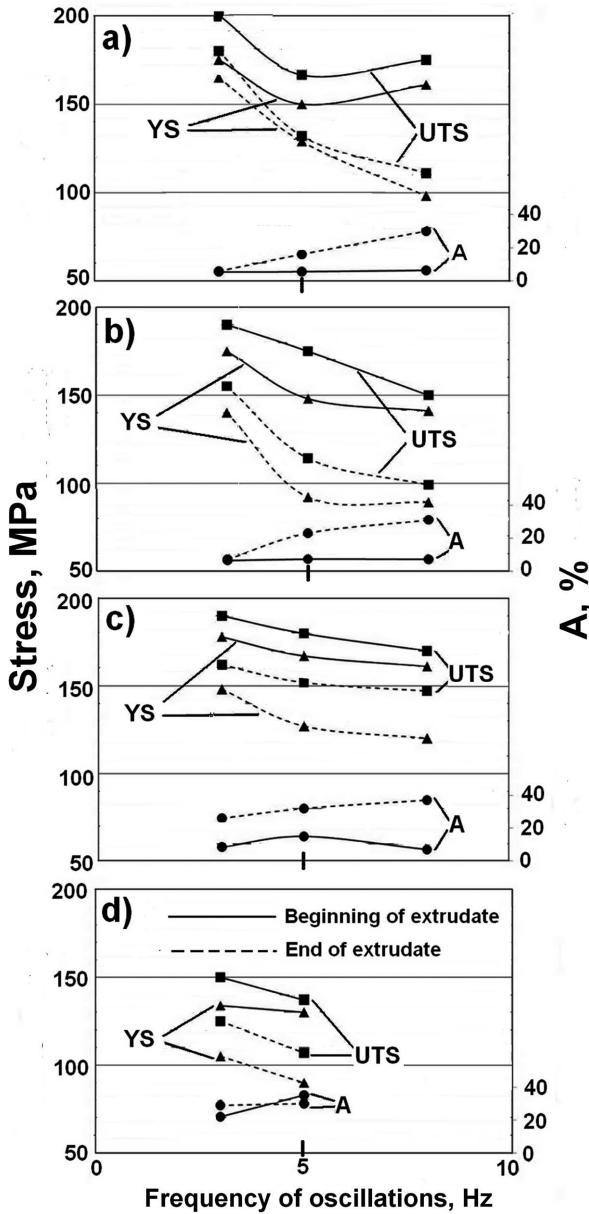 200
a)
150
YS
UTS
100
40
20
A
50
0
200
b)
150
YS
UTS
100
40
20
A
50
0
Stress, MPa
A, %
200
c)
150
UTS
YS
100
40
20
A
50
0
200
d)
Beginning of extrudate
End of extrudate
150
YS
UTS
100
40
A
20
50
0
0
5
10
Frequency of oscillations, Hz